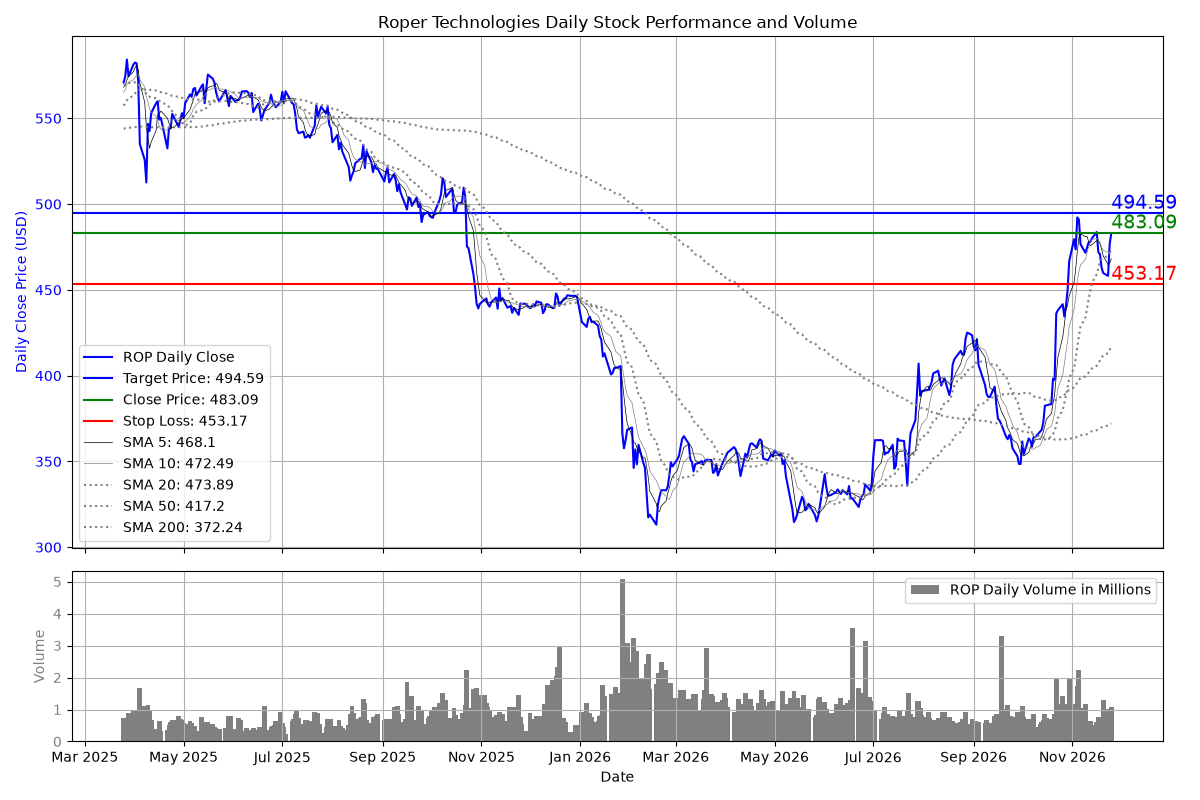 Roper Technologies Daily Stock Performance and Volume
550
500
450
400
350
300
Daily Close Price (USD)
494.59
483.09
453.17
ROP Daily Close
Target Price: 494.59
Close Price: 483.09
Stop Loss: 453.17
SMA 5: 468.1
SMA 10: 472.49
SMA 20: 473.89
SMA 50: 417.2
SMA 200: 372.24
5
4
3
2
1
0
Volume
ROP Daily Volume in Millions
Mar 2025 May 2025 Jul 2025 Sep 2025 Nov 2025 Jan 2026 Mar 2026 May 2026 Jul 2026 Sep 2026 Nov 2026
Date